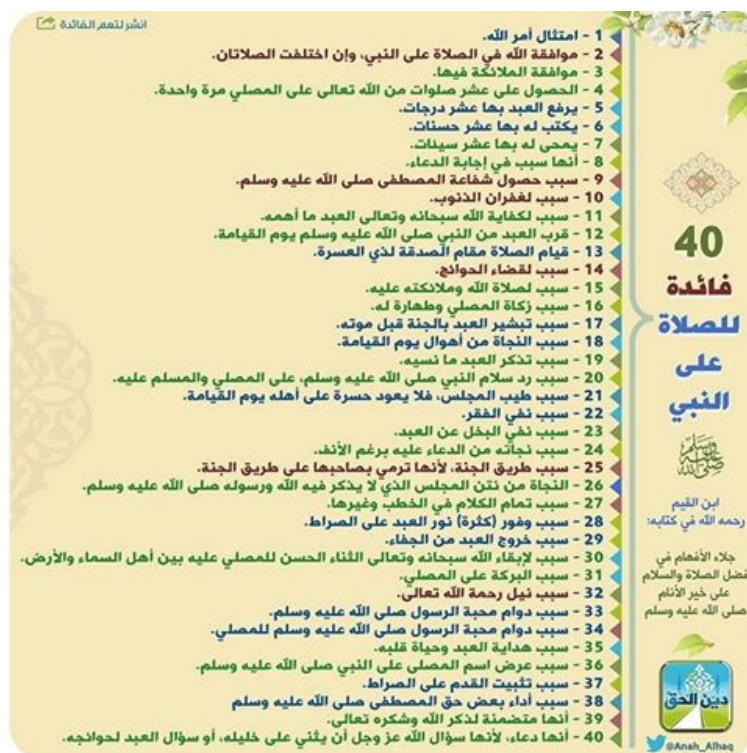 انشر لتعم الفائدة
1 - امتثال أمر الله.
2 - موافقة الله في الصلاة على النبي، وإن اختلفت الصلاتان.
3 - موافقة الملائكة فيها.
4 - الحصول على عشر صلوات من الله تعالى على المصلي مرة واحدة.
5 - يرفع العبد بها عشر درجات.
6 - يكتب له بها عشر حسنات.
7 - يمحى له بها عشر سيئات.
8 - أنها سبب في إجابة الدعاء.
9 - سبب حصول شفاعة المصطفى صلى الله عليه وسلم.
10 - سبب لغفران الذنوب.
11 - سبب لكفاية الله سبحانه وتعالى العبد ما أهمه.
12 - قرب العبد من النبي صلى الله عليه وسلم يوم القيامة.
13 - قيام الصلاة مقام الصدقة لذي العسرة.
14 - سبب لقضاء الحوائج.
15 - سبب لصلاة الله وملائكته عليه.
16 - سبب زكاة المصلي وطهارة له.
17 - سبب تبشير العبد بالجنة قبل موته.
18 - سبب النجاة من أهوال يوم القيامة.
19 - سبب تذكر العبد ما نسيه.
20 - سبب رد سلام النبي صلى الله عليه وسلم، على المصلي والمسلم عليه.
21 - سبب طيب المجلس، فلا يعود حسرة على أهله يوم القيامة.
22 - سبب نفي الفقر.
23 - سبب نفي البخل عن العبد.
24 - سبب نجاته من الدعاء عليه برغم الأنف.
25 - سبب طريق الجنة، لأنها ترمي بصاحبها على طريق الجنة.
26 - النجاة من نتن المجلس الذي لا يذكر فيه الله ورسوله صلى الله عليه وسلم.
27 - سبب تمام الكلام في الخطب وغيرها.
28 - سبب وفور (كثرة) نور العبد على الصراط.
29 - سبب خروج العبد من الجفاء.
30 - سبب لإبقاء الله سبحانه وتعالى الثناء الحسن للمصلي عليه بين أهل السماء والأرض.
31 - سبب البركة على المصلي.
32 - سبب نيل رحمة الله تعالى.
33 - سبب دوام محبة الرسول صلى الله عليه وسلم.
34 - سبب دوام محبة الرسول صلى الله عليه وسلم للمصلي.
35 - سبب هداية العبد وحياة قلبه.
36 - سبب عرض اسم المصلى على النبي صلى الله عليه وسلم.
37 - سبب تثبيت القدم على الصراط.
38 - سبب أداء بعض حق المصطفى صلى الله عليه وسلم
39 - أنها متضمنة لذكر الله وشكره تعالى.
40 - أنها دعاء، لأنها سؤال الله عز وجل أن يثني على خليله، أو سؤال العبد لحوائجه.
40
فائدة
للصلاة
على
النبي
صلى الله عليه وسلم
ابن القيم
رحمه الله في كتابه:
جلاء الأفهام في
فضل الصلاة والسلام
على خير الأنام
صلى الله عليه وسلم
دين الحق
@Anah_Alhaq